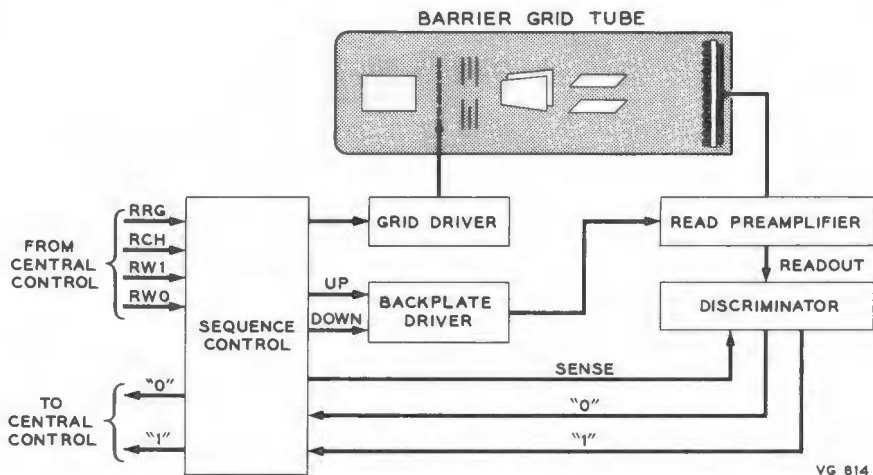 BARRIER GRID TUBE
RRG
RCH
RW1
RW0
FROM
CENTRAL
CONTROL
GRID DRIVER
READ PREAMPLIFIER
READOUT
UP
DOWN
BACKPLATE
DRIVER
DISCRIMINATOR
SEQUENCE
CONTROL
SENSE
"0"
"1"
TO
CENTRAL
CONTROL
"0"
"1"
VG 814